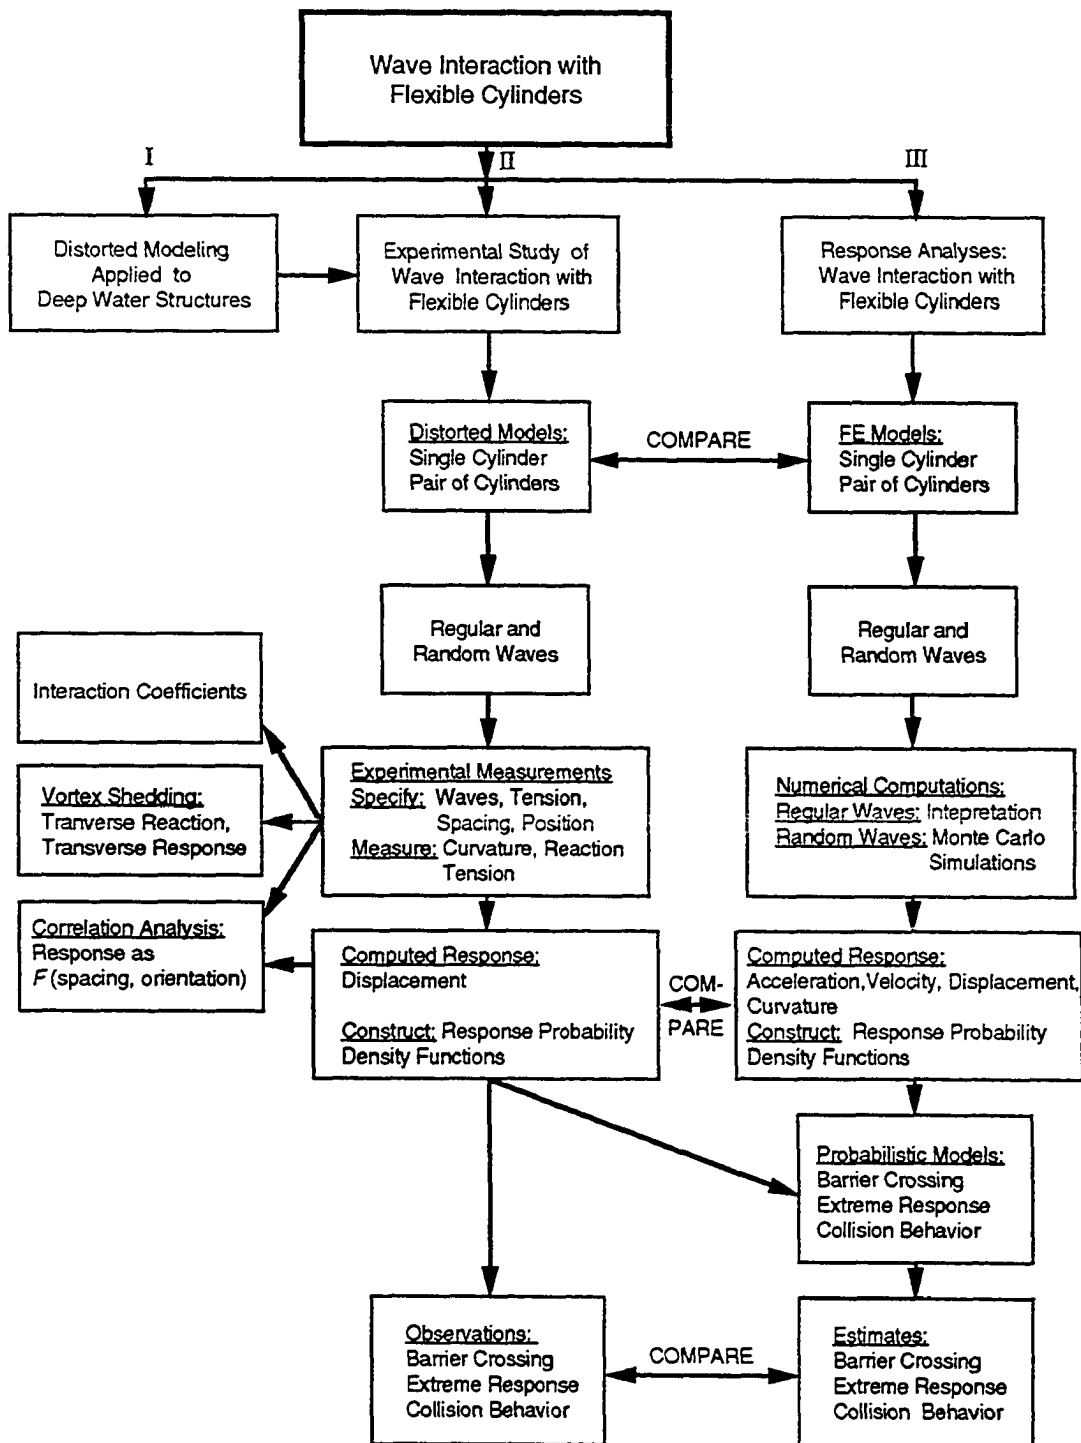 Wave Interaction with
Flexible Cylinders
I
II
III
Distorted Modeling
Applied to
Deep Water Structures
Experimental Study of
Wave Interaction with
Flexible Cylinders
Response Analyses:
Wave Interaction with
Flexible Cylinders
Distorted Models:
Single Cylinder
Pair of Cylinders
COMPARE
FE Models:
Single Cylinder
Pair of Cylinders
Regular and
Random Waves
Regular and
Random Waves
Interaction Coefficients
Vortex Shedding:
Tranverse Reaction,
Transverse Response
Correlation Analysis:
Response as
F (spacing, orientation)
Experimental Measurements
Specify: Waves, Tension,
Spacing, Position
Measure: Curvature, Reaction
Tension
Numerical Computations:
Regular Waves: Intepretation
Random Waves: Monte Carlo
Simulations
Computed Response:
Displacement
Construct: Response Probability
Density Functions
COM-
PARE
Computed Response:
Acceleration, Velocity, Displacement,
Curvature
Construct: Response Probability
Density Functions
Probabilistic Models:
Barrier Crossing
Extreme Response
Collision Behavior
Observations:
Barrier Crossing
Extreme Response
Collision Behavior
COMPARE
Estimates:
Barrier Crossing
Extreme Response
Collision Behavior